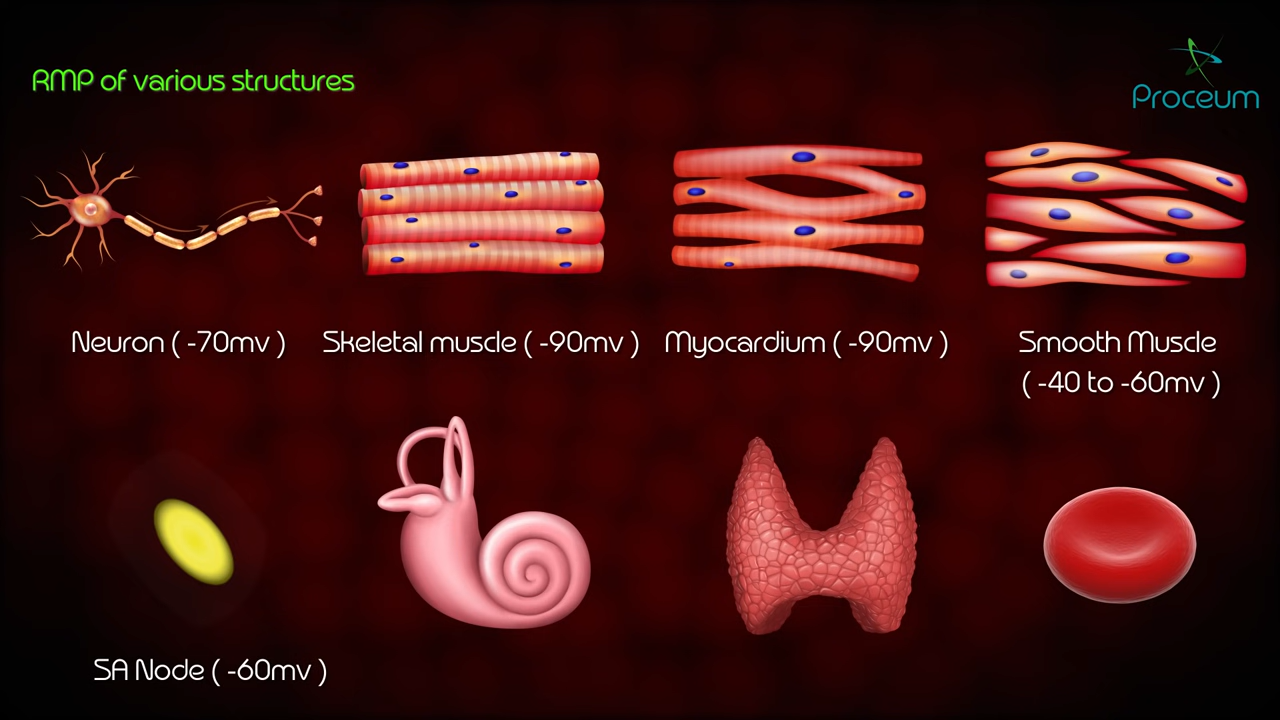 RMP of various structures
Proceum
Neuron ( -70mv )
Skeletal muscle ( -90mv )
Myocardium ( -90mv )
Smooth Muscle
( -40 to -60mv )
SA Node ( -60mv )